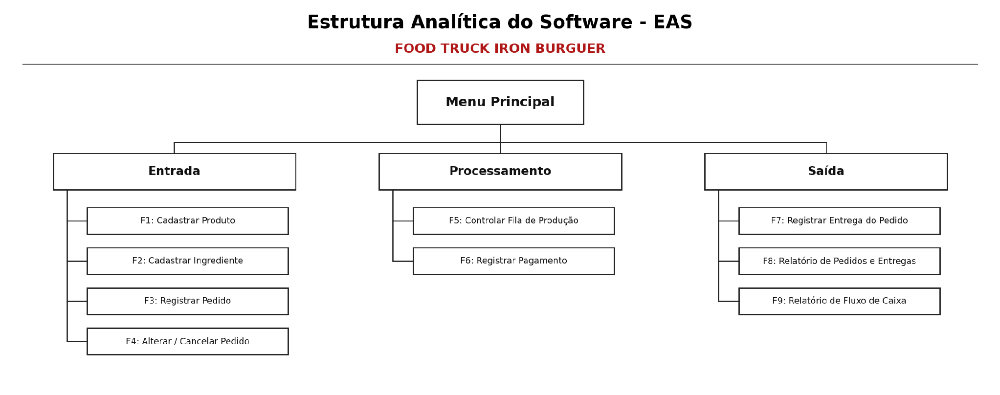 Estrutura Analítica do Software - EAS
FOOD TRUCK IRON BURGUER
Menu Principal
Entrada
F1: Cadastrar Produto
F2: Cadastrar Ingrediente
F3: Registrar Pedido
F4: Alterar / Cancelar Pedido
Processamento
F5: Controlar Fila de Produção
F6: Registrar Pagamento
Saída
F7: Registrar Entrega do Pedido
F8: Relatório de Pedidos e Entregas
F9: Relatório de Fluxo de Caixa